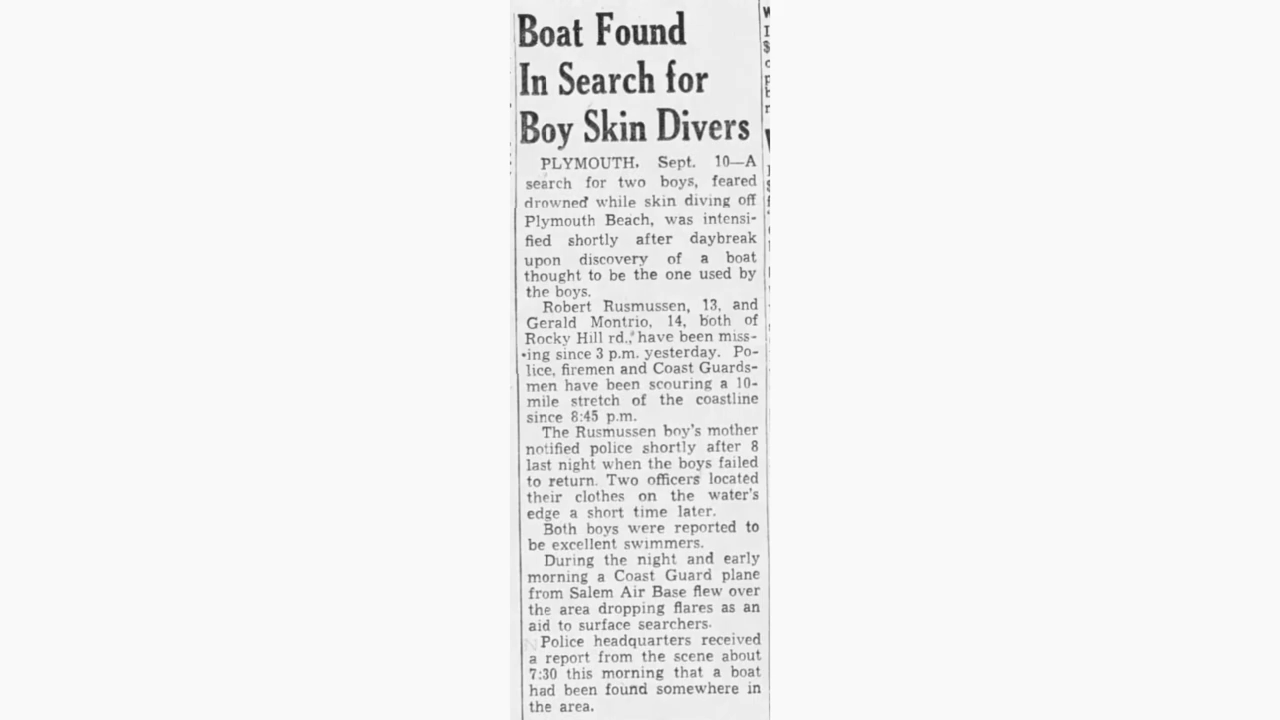 Boat Found
In Search for
Boy Skin Divers
PLYMOUTH, Sept. 10—A
search for two boys, feared
drowned while skin diving off
Plymouth Beach, was intensi-
fied shortly after daybreak
upon discovery of a boat
thought to be the one used by
the boys.
Robert Rusmussen, 13, and
Gerald Montrio, 14, both of
Rocky Hill rd., have been miss-
ing since 3 p.m. yesterday. Po-
lice, firemen and Coast Guards-
men have been scouring a 10-
mile stretch of the coastline
since 8:45 p.m.
The Rusmussen boy's mother
notified police shortly after 8
last night when the boys failed
to return. Two officers located
their clothes on the water's
edge a short time later.
Both boys were reported to
be excellent swimmers.
During the night and early
morning a Coast Guard plane
from Salem Air Base flew over
the area dropping flares as an
aid to surface searchers.
Police headquarters received
a report from the scene about
7:30 this morning that a boat
had been found somewhere in
the area.